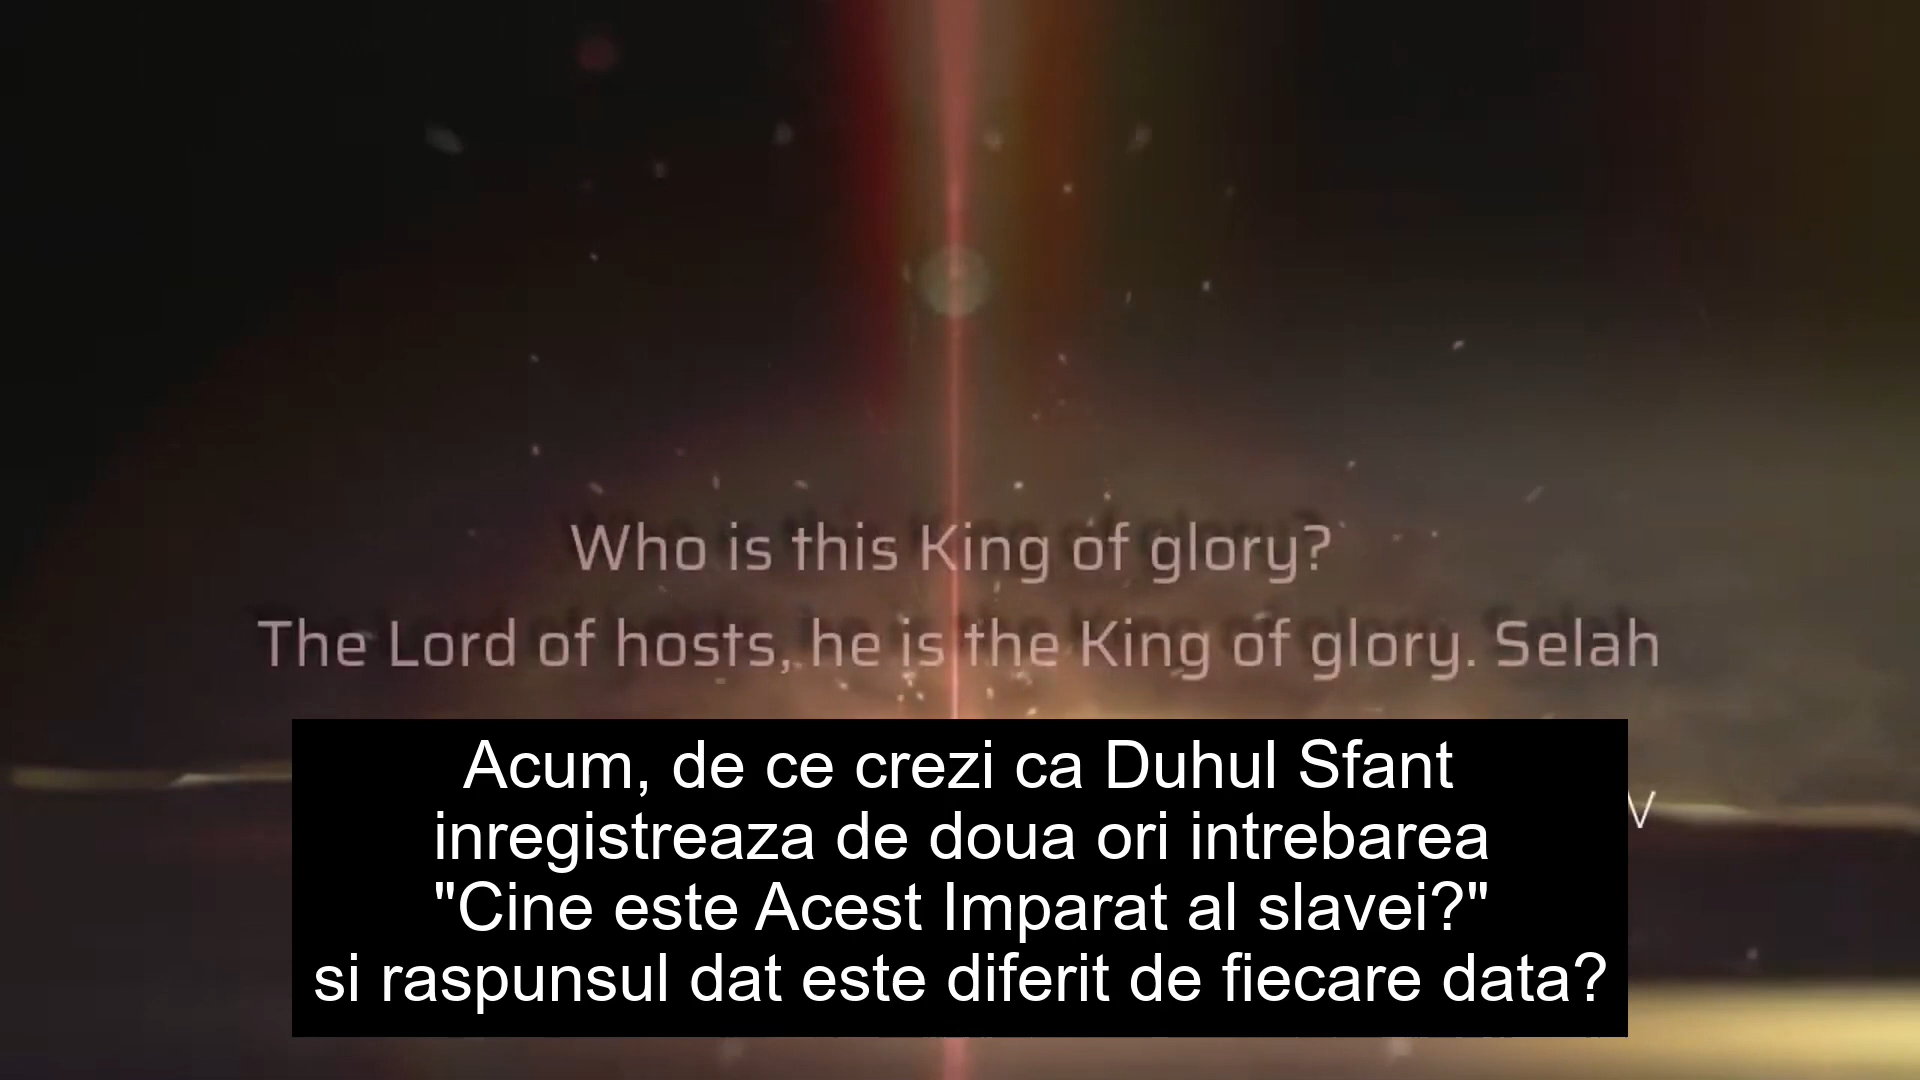 Who is this King of glory?
The Lord of hosts, he is the King of glory. Selah
Acum, de ce crezi ca Duhul Sfant
inregistreaza de doua ori intrebarea
"Cine este Acest Imparat al slavei?"
si raspunsul dat este diferit de fiecare data?